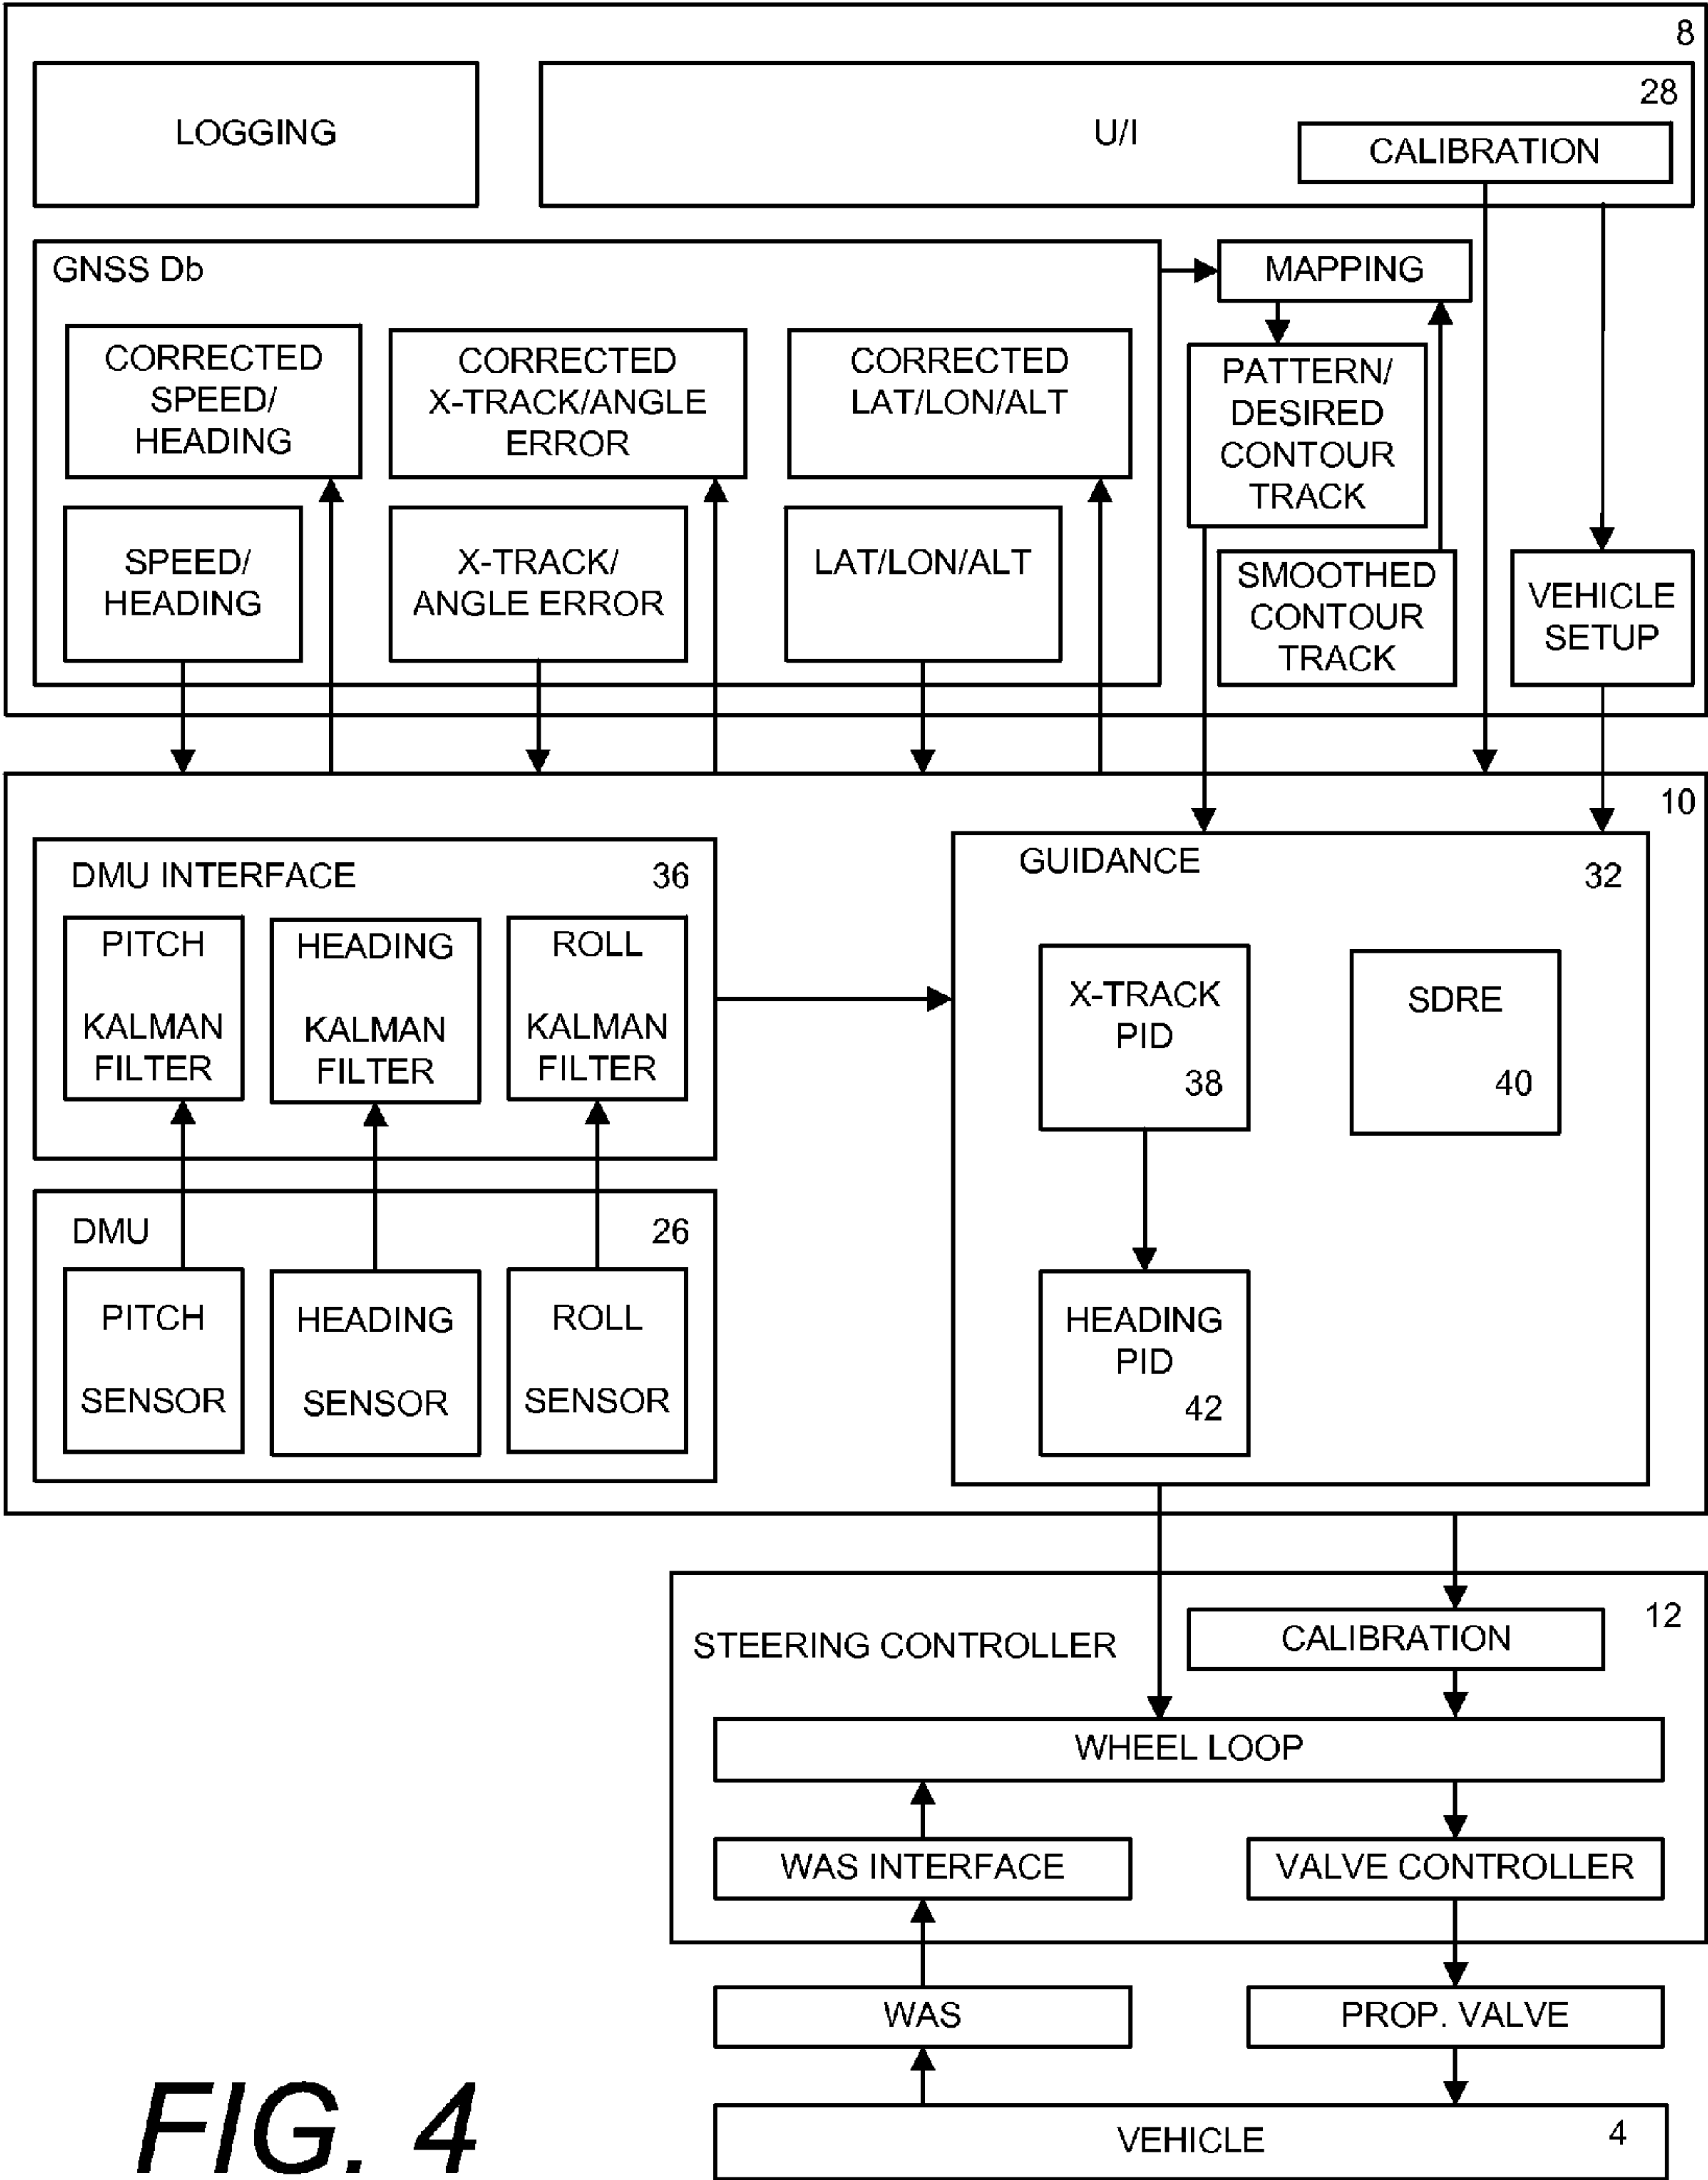 8
LOGGING
U/I
28
CALIBRATION
GNSS Db
MAPPING
CORRECTED
SPEED/
HEADING
CORRECTED
X-TRACK/ANGLE
ERROR
CORRECTED
LAT/LON/ALT
PATTERN/
DESIRED
CONTOUR
TRACK
SPEED/
HEADING
X-TRACK/
ANGLE ERROR
LAT/LON/ALT
SMOOTHED
CONTOUR
TRACK
VEHICLE
SETUP
10
DMU INTERFACE
36
PITCH
KALMAN
FILTER
HEADING
KALMAN
FILTER
ROLL
KALMAN
FILTER
GUIDANCE
32
X-TRACK
PID
38
SDRE
40
HEADING
PID
42
DMU
26
PITCH
SENSOR
HEADING
SENSOR
ROLL
SENSOR
12
STEERING CONTROLLER
CALIBRATION
WHEEL LOOP
WAS INTERFACE
VALVE CONTROLLER
WAS
PROP. VALVE
VEHICLE
4
FIG. 4